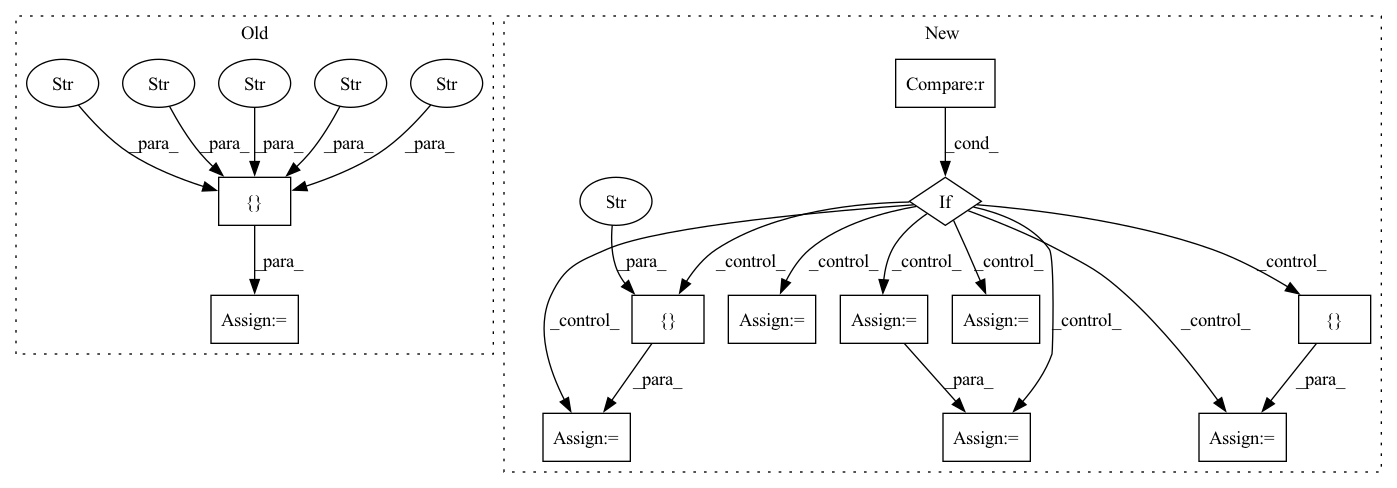 Old
New
Str
Str
Str
Str
Str
Compare:r
_para_
_para_
_para_
_para_
_para_
_cond_
{}
Str
If
_para_
_para_
_control_
_control_
_control_
_control_
_control_
Assign:=
{}
Assign:=
Assign:=
Assign:=
{}
_control_
_control_
_control_
_para_
_para_
_para_
Assign:=
Assign:=
Assign:=